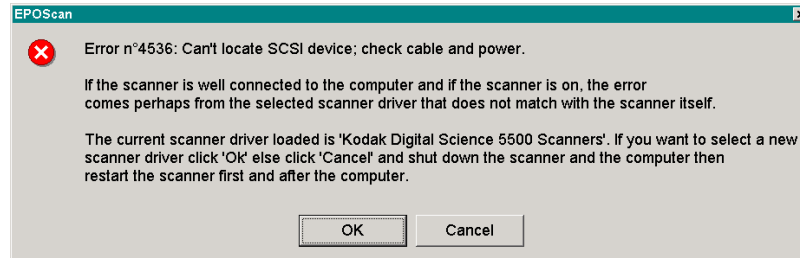 EPOScan
Error n°4536: Can't locate SCSI device; check cable and power.
If the scanner is well connected to the computer and if the scanner is on, the error
comes perhaps from the selected scanner driver that does not match with the scanner itself.
The current scanner driver loaded is 'Kodak Digital Science 5500 Scanners'. If you want to select a new
scanner driver click 'Ok' else click 'Cancel' and shut down the scanner and the computer then
restart the scanner first and after the computer.
OK
Cancel